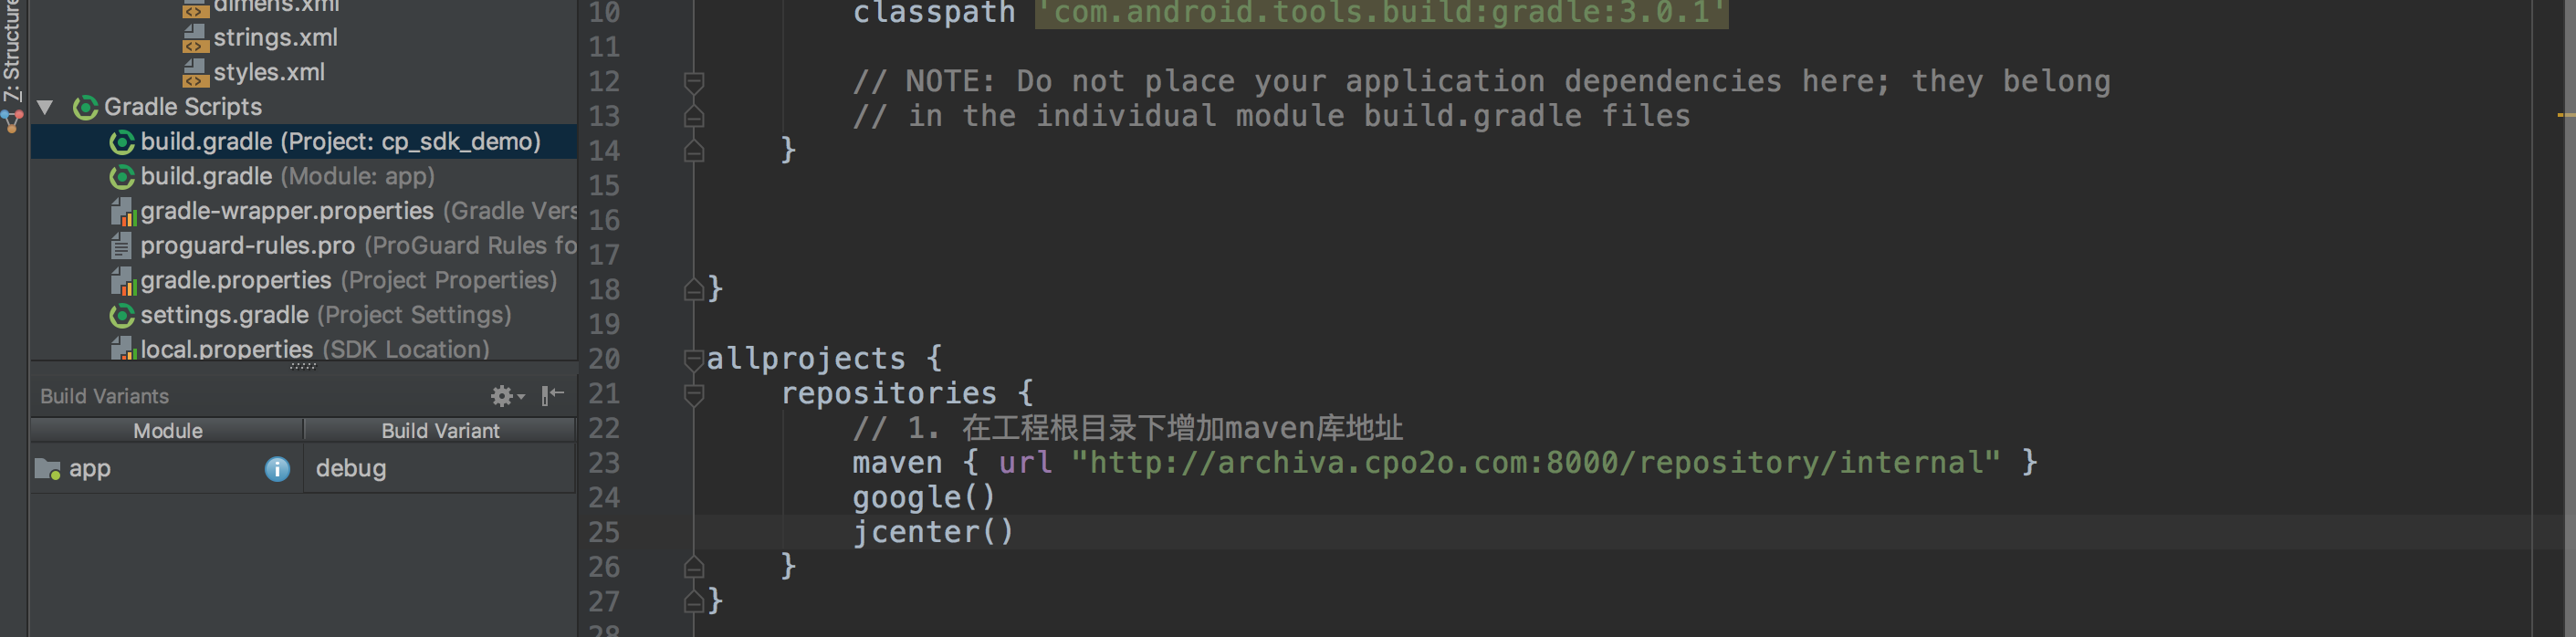 Z: Structure
dimens.xml
strings.xml
styles.xml
Gradle Scripts
build.gradle (Project: cp_sdk_demo)
build.gradle (Module: app)
gradle-wrapper.properties (Gradle Vers
proguard-rules.pro (ProGuard Rules fo
gradle.properties (Project Properties)
settings.gradle (Project Settings)
local.properties (SDK Location)
Build Variants
Module Build Variant
app debug
10 classpath 'com.android.tools.build:gradle:3.0.1'
11
12 // NOTE: Do not place your application dependencies here; they belong
13 // in the individual module build.gradle files
14 }
15
16
17
18 }
19
20 allprojects {
21 repositories {
22 // 1. 在工程根目录下增加maven库地址
23 maven { url "http://archiva.cpo2o.com:8000/repository/internal" }
24 google()
25 jcenter()
26 }
27 }
28